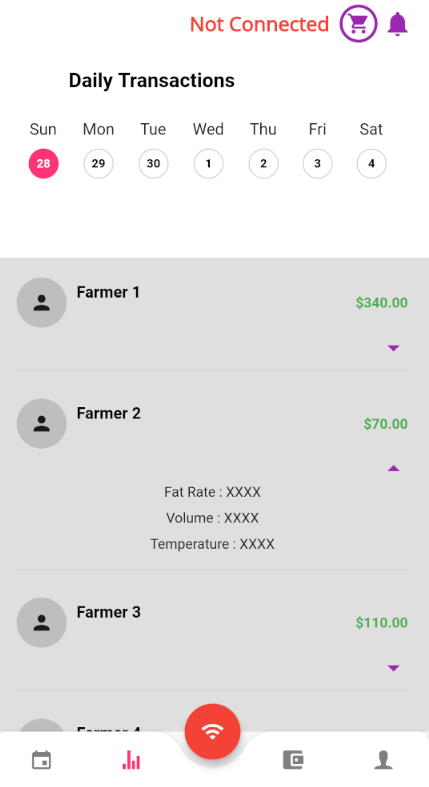 Not Connected
Daily Transactions
Sun Mon Tue Wed Thu Fri Sat
28 29 30 1 2 3 4
Farmer 1
$340.00
Farmer 2
$70.00
Fat Rate : XXXX
Volume : XXXX
Temperature : XXXX
Farmer 3
$110.00
Farmer 4